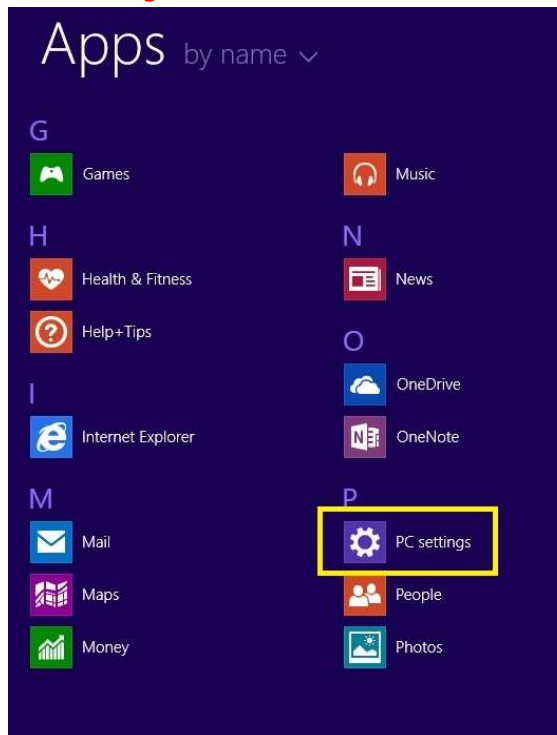 Apps by name
G
Games
H
Health & Fitness
Help+Tips
I
Internet Explorer
M
Mail
Maps
Money
Music
N
News
O
OneDrive
OneNote
P
PC settings
People
Photos